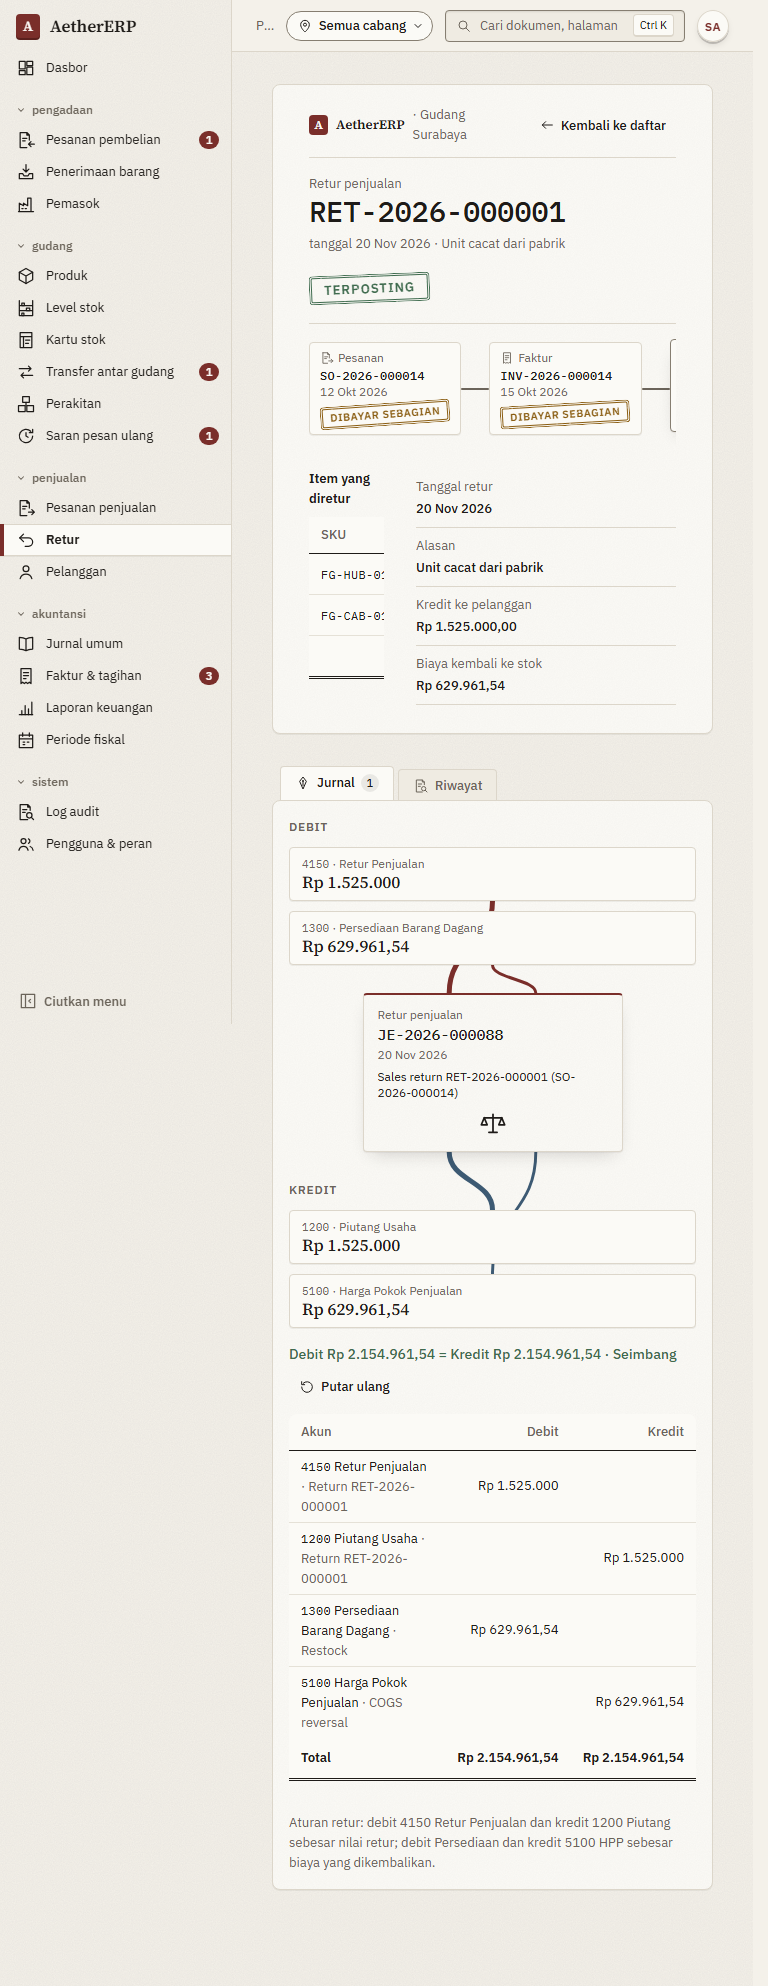 A AetherERP
Dasbor
pengadaan
Pesanan pembelian 1
Penerimaan barang
Pemasok
gudang
Produk
Level stok
Kartu stok
Transfer antar gudang 1
Perakitan
Saran pesan ulang 1
penjualan
Pesanan penjualan
Retur
Pelanggan
akuntansi
Jurnal umum
Faktur & tagihan 3
Laporan keuangan
Periode fiskal
sistem
Log audit
Pengguna & peran
Ciutkan menu
P... Semua cabang Cari dokumen, halaman Ctrl K SA
A AetherERP · Gudang Surabaya
Kembali ke daftar
Retur penjualan
RET-2026-000001
tanggal 20 Nov 2026 · Unit cacat dari pabrik
TERPOSTING
Pesanan
SO-2026-000014
12 Okt 2026
DIBAYAR SEBAGIAN
Faktur
INV-2026-000014
15 Okt 2026
DIBAYAR SEBAGIAN
Item yang
diretur
SKU
FG-HUB-01
FG-CAB-01
Tanggal retur
20 Nov 2026
Alasan
Unit cacat dari pabrik
Kredit ke pelanggan
Rp 1.525.000,00
Biaya kembali ke stok
Rp 629.961,54
Jurnal 1
Riwayat
DEBIT
4150 · Retur Penjualan
Rp 1.525.000
1300 · Persediaan Barang Dagang
Rp 629.961,54
Retur penjualan
JE-2026-000088
20 Nov 2026
Sales return RET-2026-000001 (SO-
2026-000014)
KREDIT
1200 · Piutang Usaha
Rp 1.525.000
5100 · Harga Pokok Penjualan
Rp 629.961,54
Debit Rp 2.154.961,54 = Kredit Rp 2.154.961,54 · Seimbang
Putar ulang
Akun Debit Kredit
4150 Retur Penjualan
· Return RET-2026-
000001
Rp 1.525.000
1200 Piutang Usaha ·
Return RET-2026-
000001
Rp 1.525.000
1300 Persediaan
Barang Dagang ·
Restock
Rp 629.961,54
5100 Harga Pokok
Penjualan · COGS
reversal
Rp 629.961,54
Total Rp 2.154.961,54 Rp 2.154.961,54
Aturan retur: debit 4150 Retur Penjualan dan kredit 1200 Piutang
sebesar nilai retur; debit Persediaan dan kredit 5100 HPP sebesar
biaya yang dikembalikan.